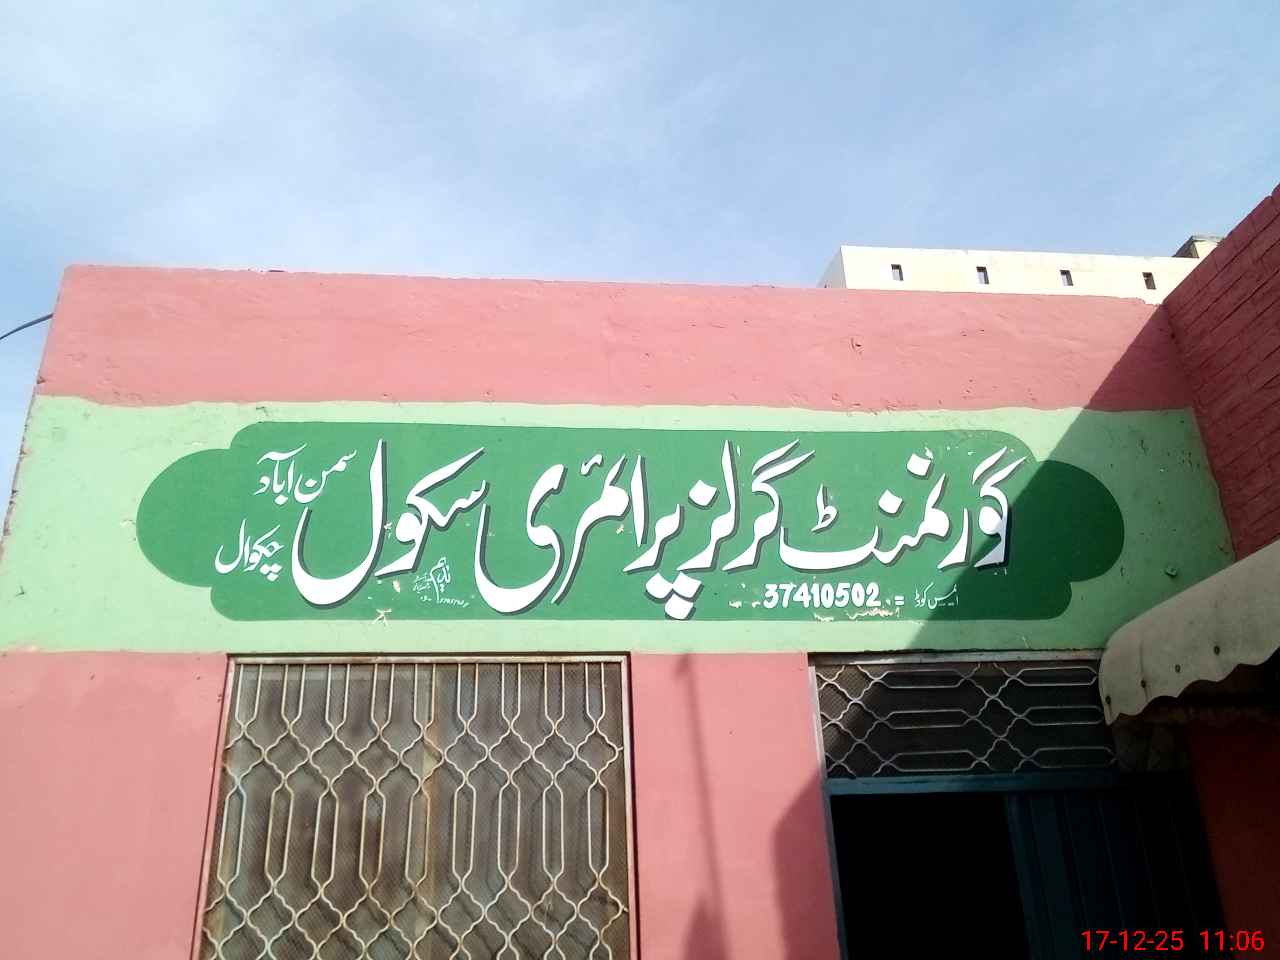 گورنمنٹ گرلز پرائمری سکول
سمن آباد
چکوال
ایمس کوڈ = 37410502
17-12-25 11:06